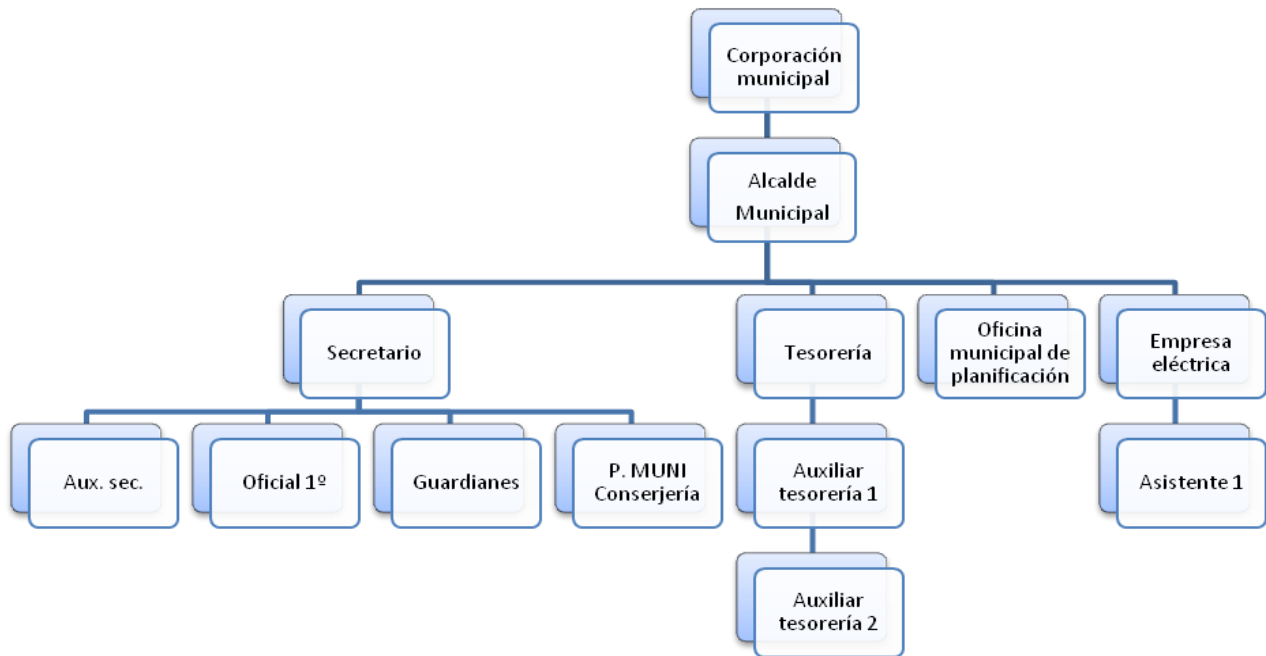 Corporación
municipal
Alcalde
Municipal
Secretario
Tesorería
Oficina
municipal de
planificación
Empresa
eléctrica
Aux. sec.
Oficial 1º
Guardianes
P. MUNI
Conserjería
Auxiliar
tesorería 1
Asistente 1
Auxiliar
tesorería 2